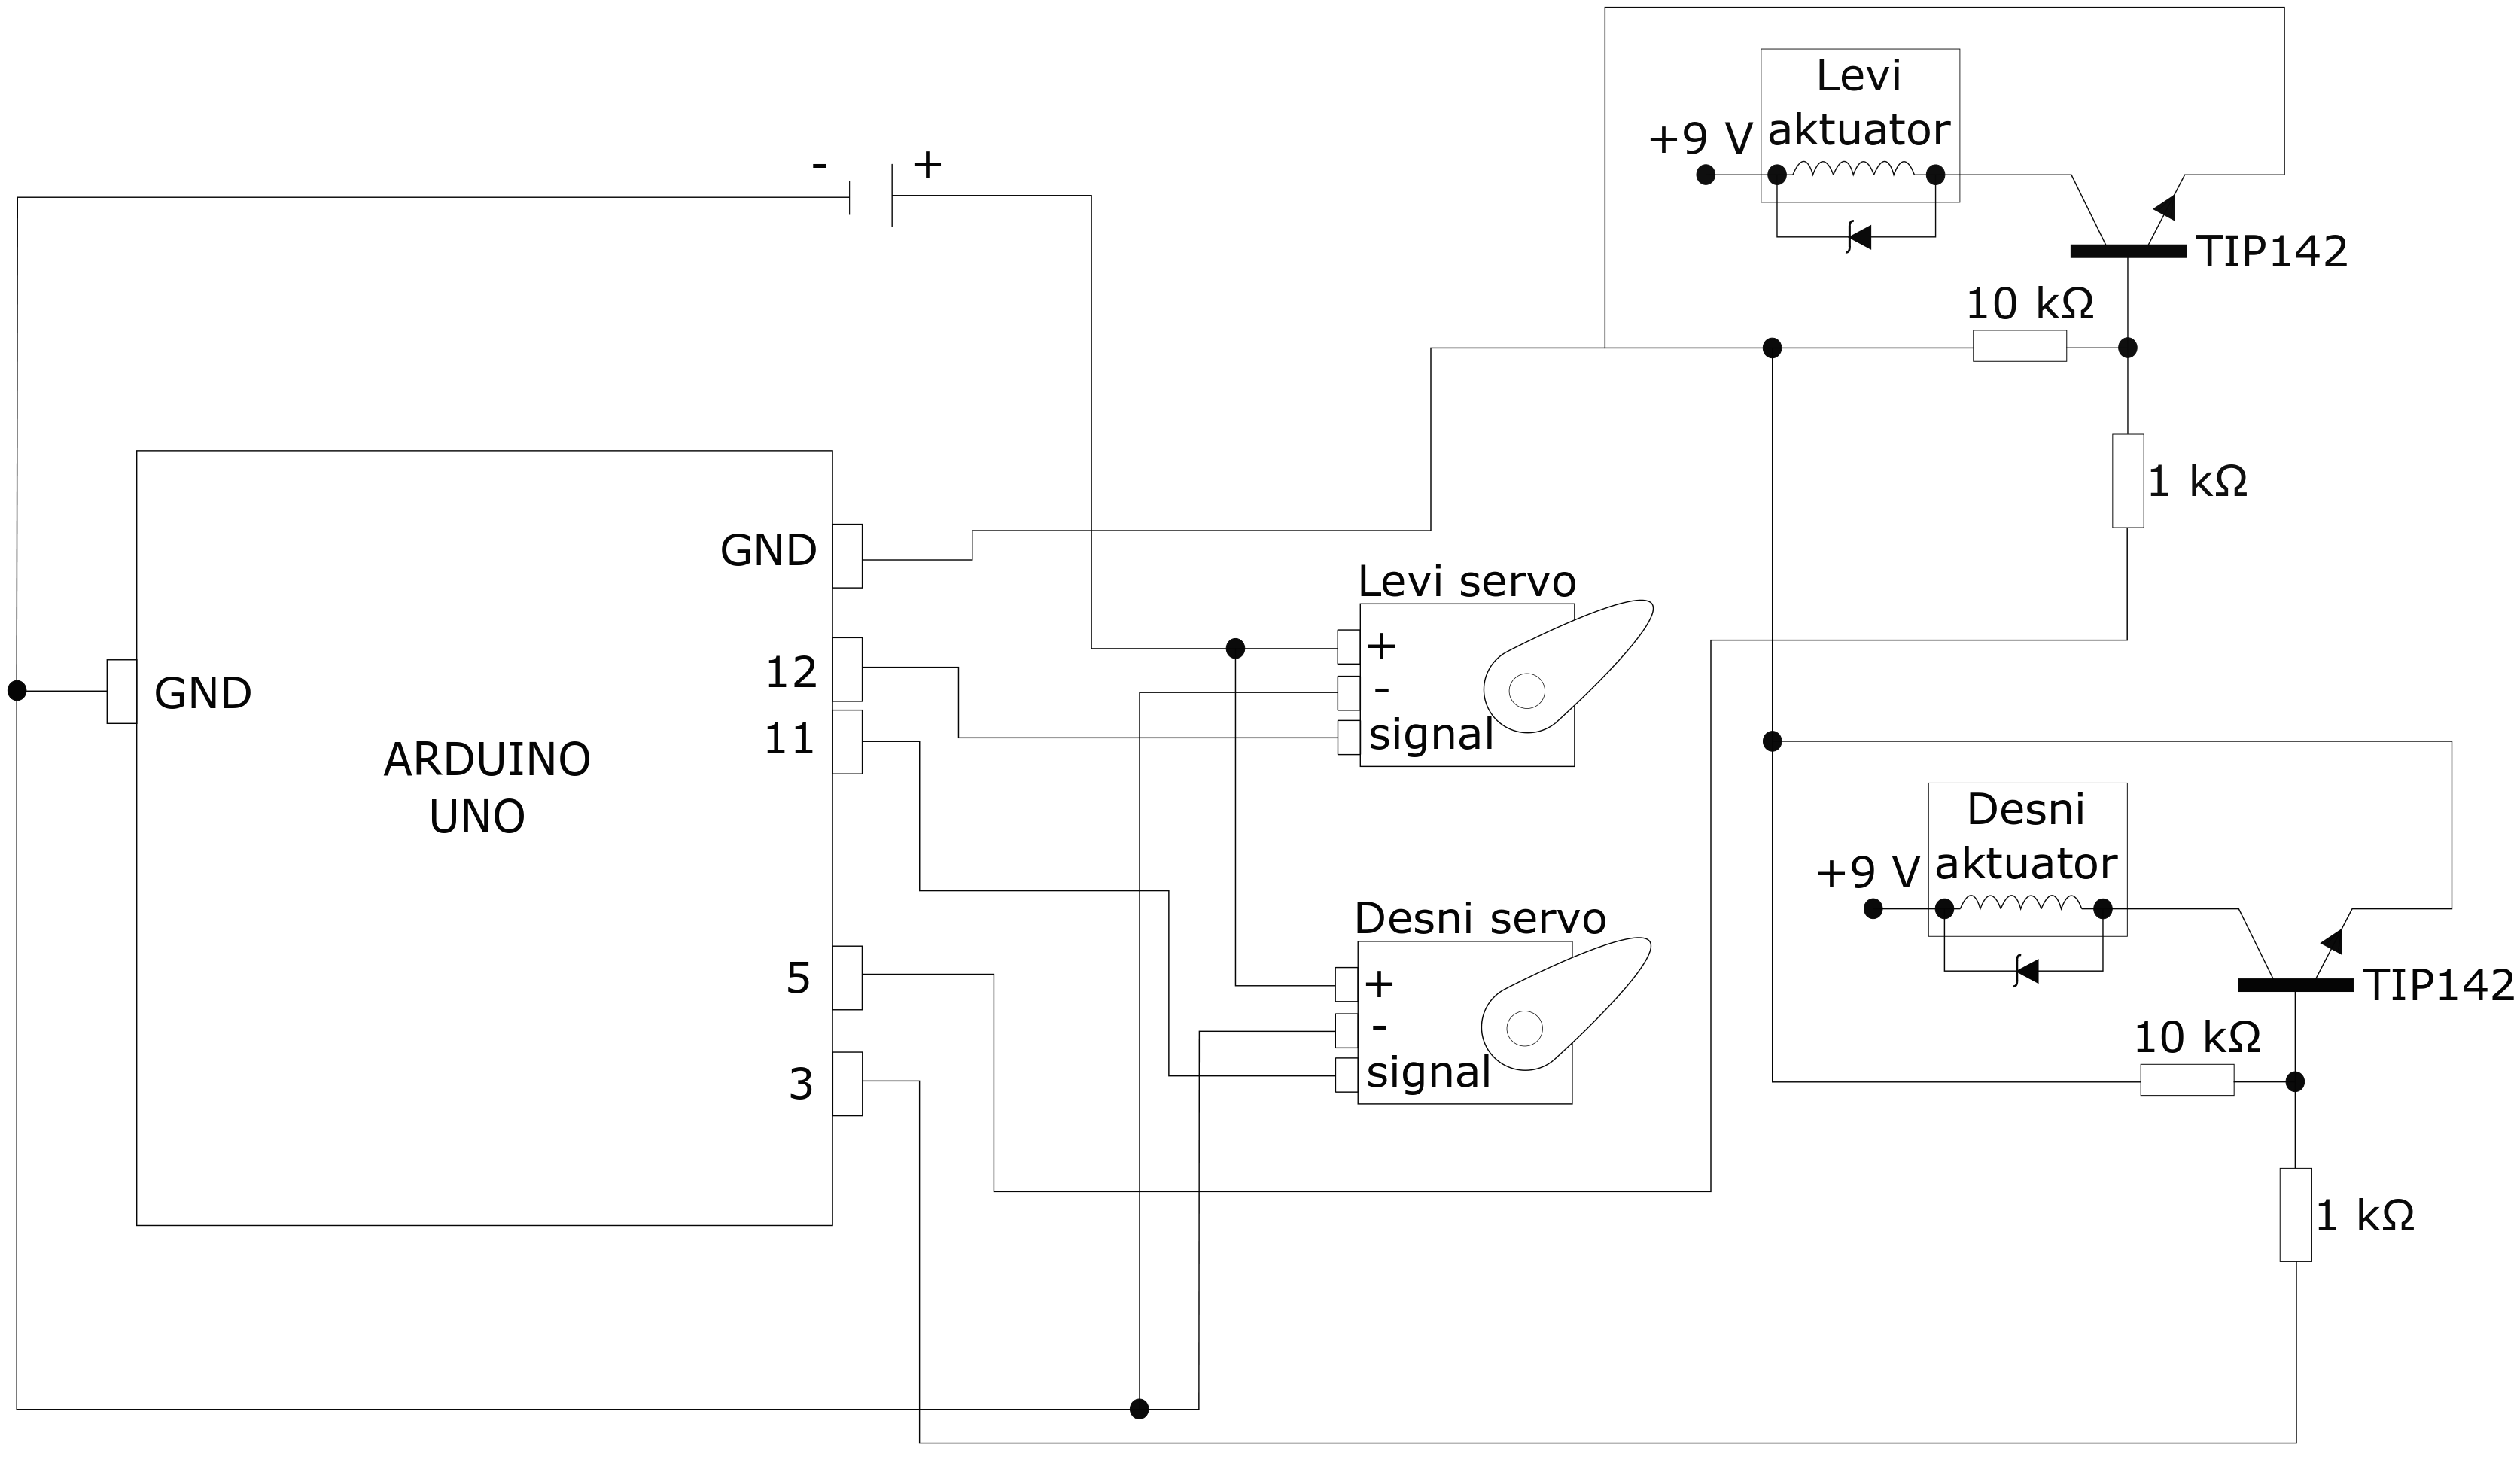 Levi
aktuator
+9 V
- +
TIP142
10 kΩ
1 kΩ
GND
Levi servo
+
-
signal
12
11
GND
ARDUINO
UNO
Desni
aktuator
+9 V
Desni servo
+
-
signal
TIP142
5
10 kΩ
3
1 kΩ